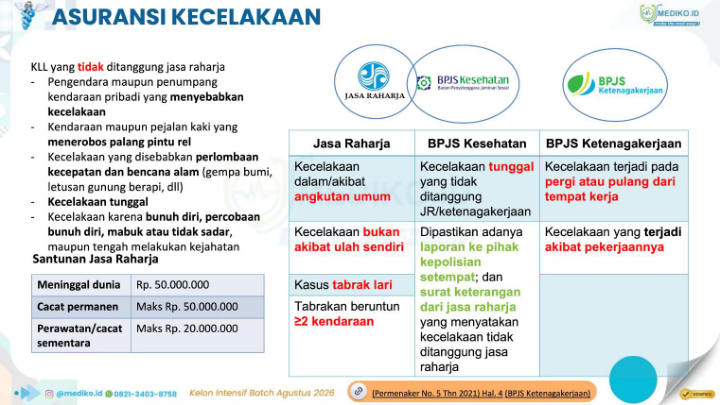 ASURANSI KECELAKAAN
MEDIKO.ID
KLL yang tidak ditanggung jasa raharja
- Pengendara maupun penumpang
kendaraan pribadi yang menyebabkan
kecelakaan
- Kendaraan maupun pejalan kaki yang
menerobos palang pintu rel
- Kecelakaan yang disebabkan perlombaan
kecepatan dan bencana alam (gempa bumi,
letusan gunung berapi, dll)
- Kecelakaan tunggal
- Kecelakaan karena bunuh diri, percobaan
bunuh diri, mabuk atau tidak sadar,
maupun tengah melakukan kejahatan
Santunan Jasa Raharja
Meninggal dunia Rp. 50.000.000
Cacat permanen Maks Rp. 50.000.000
Perawatan/cacat
sementara
Maks Rp. 20.000.000
JASA RAHARJA
BPJS Kesehatan
Badan Penyelenggara Jaminan Sosial
BPJS
Ketenagakerjaan
Jasa Raharja
Kecelakaan
dalam/akibat
angkutan umum
Kecelakaan bukan
akibat ulah sendiri
Kasus tabrak lari
Tabrakan beruntun
≥2 kendaraan
BPJS Kesehatan
Kecelakaan tunggal
yang tidak
ditanggung
JR/ketenagakerjaan
Dipastikan adanya
laporan ke pihak
kepolisian
setempat; dan
surat keterangan
dari jasa raharja
yang menyatakan
kecelakaan tidak
ditanggung jasa
raharja
BPJS Ketenagakerjaan
Kecelakaan terjadi pada
pergi atau pulang dari
tempat kerja
Kecelakaan yang terjadi
akibat pekerjaannya
@mediko.id 0821-3403-8758 Kelon Intensif Batch Agustus 2026
(Permenaker No. 5 Thn 2021) Hal. 4 (BPJS Ketenagakerjaan)